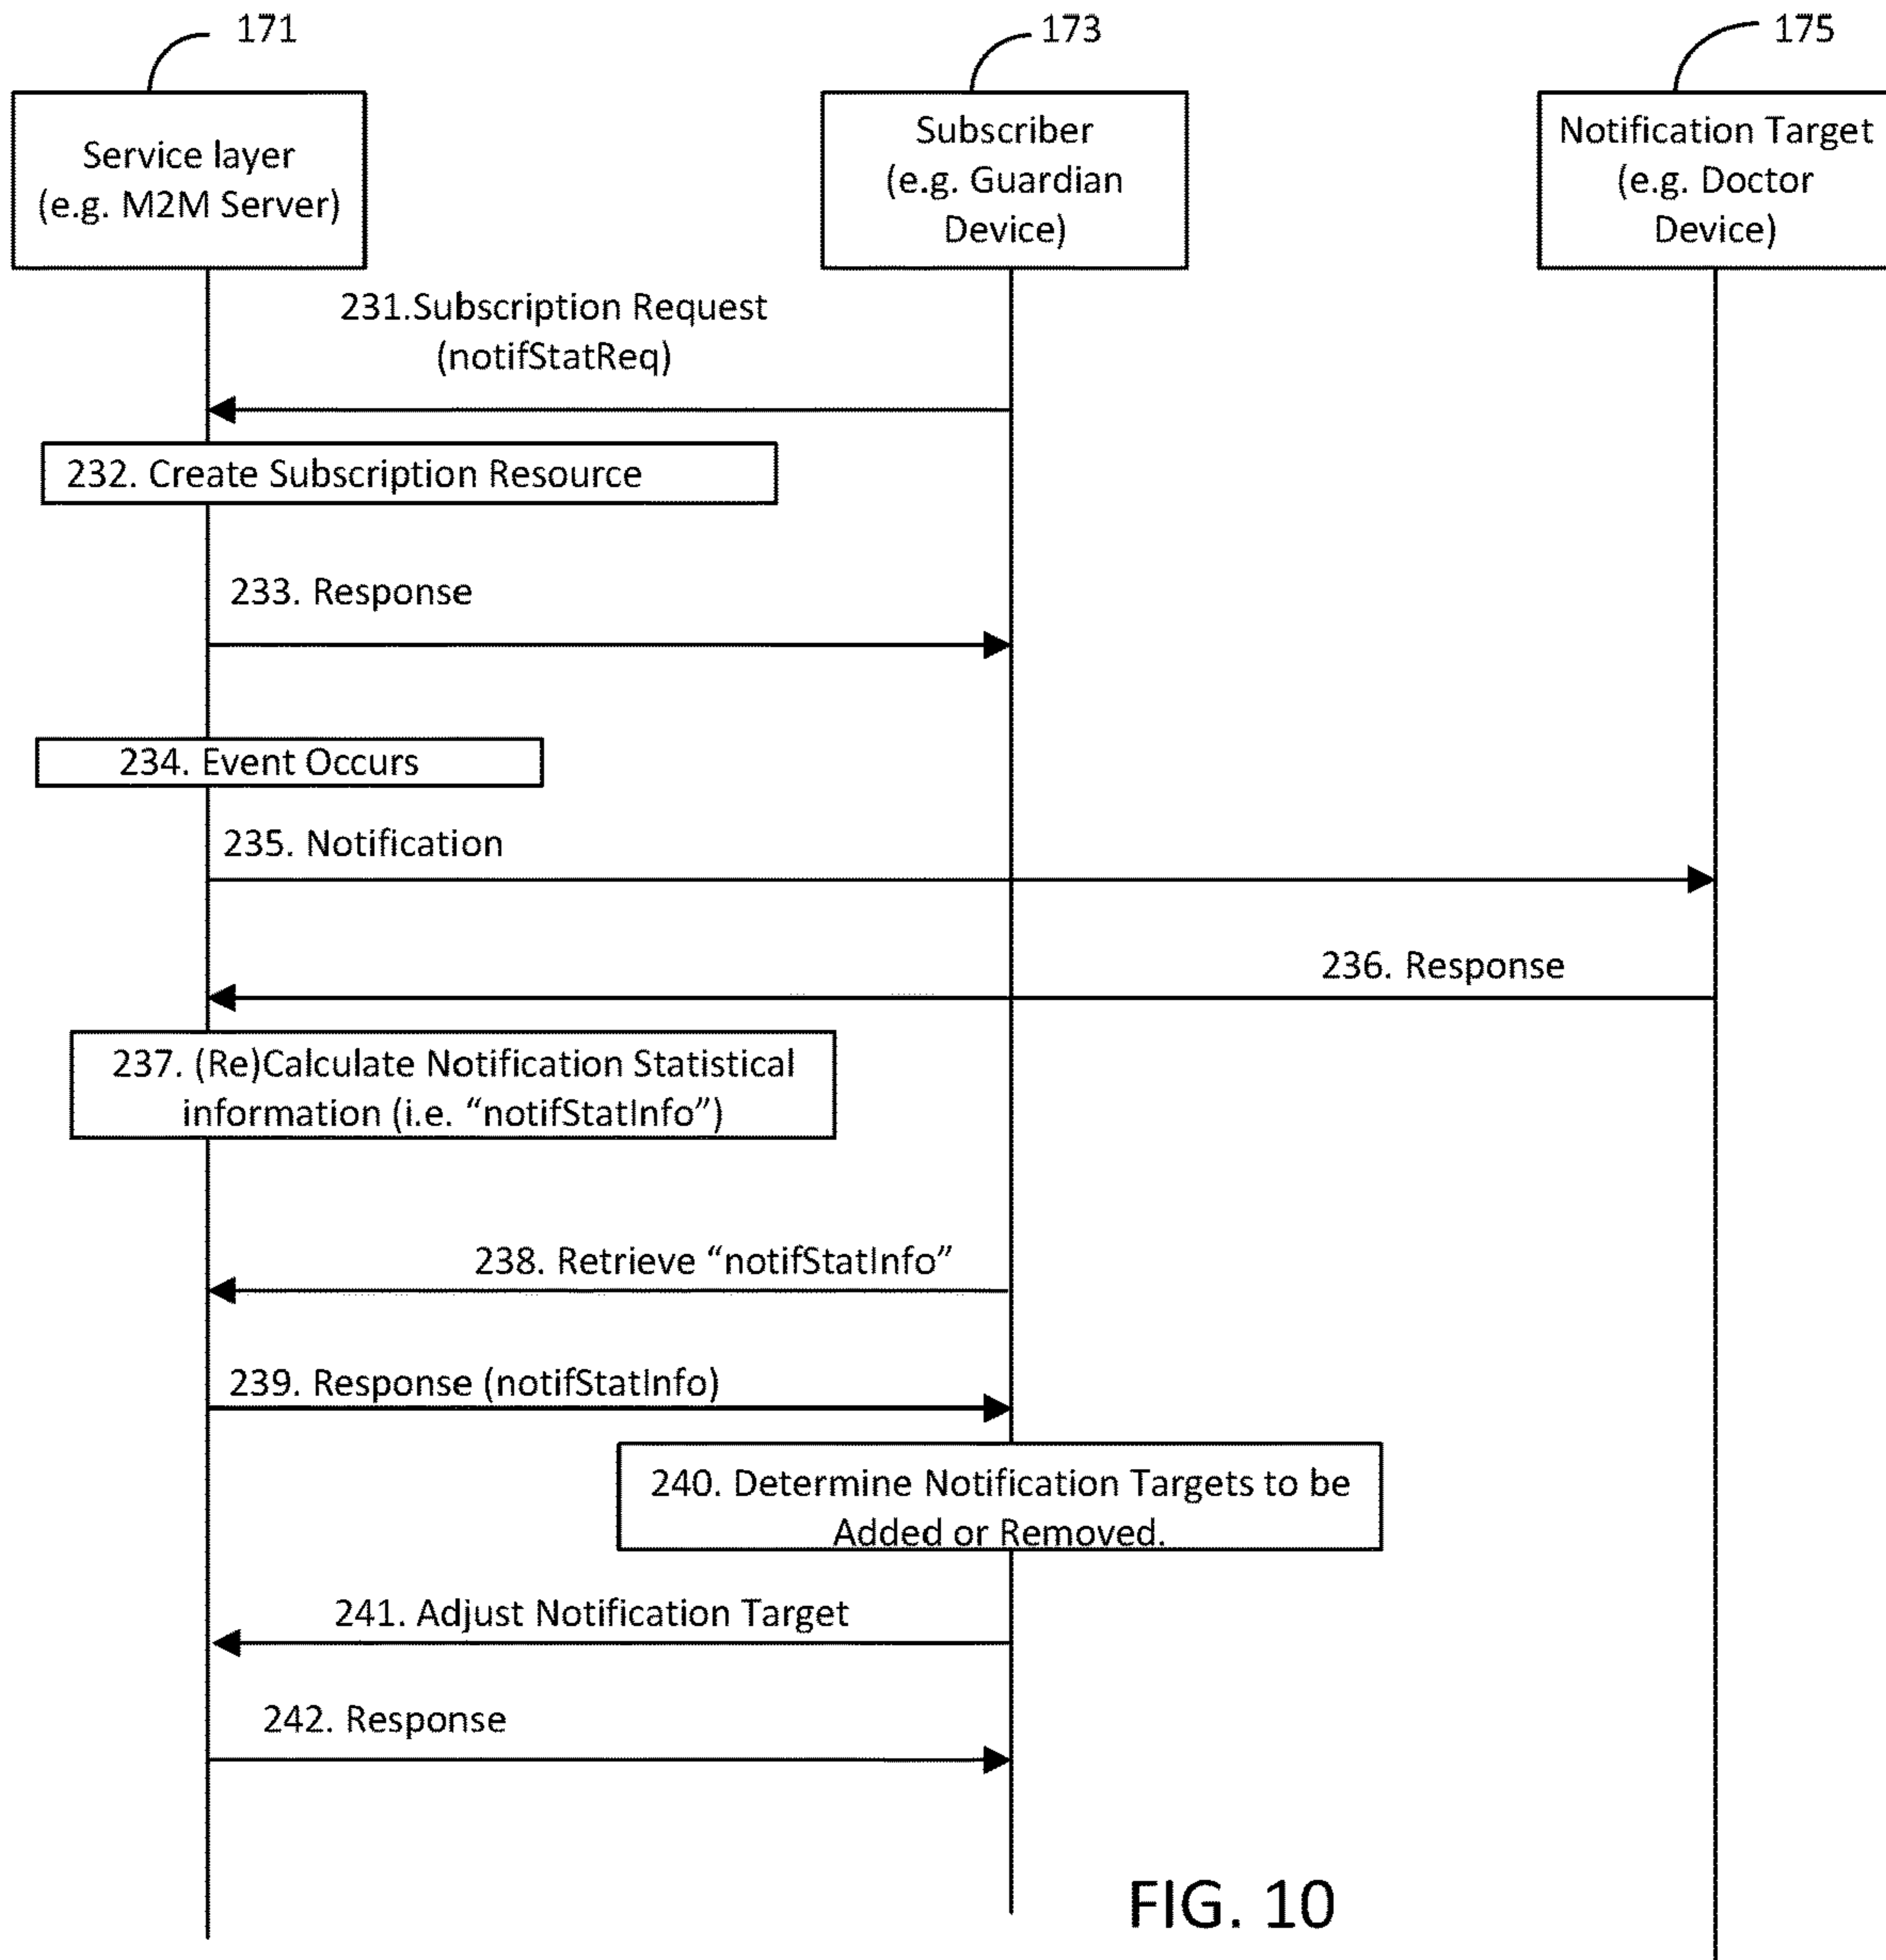 171
173
175
Service layer
(e.g. M2M Server)
Subscriber
(e.g. Guardian
Device)
Notification Target
(e.g. Doctor
Device)
231.Subscription Request
(notifStatReq)
232. Create Subscription Resource
233. Response
234. Event Occurs
235. Notification
236. Response
237. (Re)Calculate Notification Statistical
information (i.e. “notifStatInfo”)
238. Retrieve “notifStatInfo”
239. Response (notifStatInfo)
240. Determine Notification Targets to be
Added or Removed.
241. Adjust Notification Target
242. Response
FIG. 10